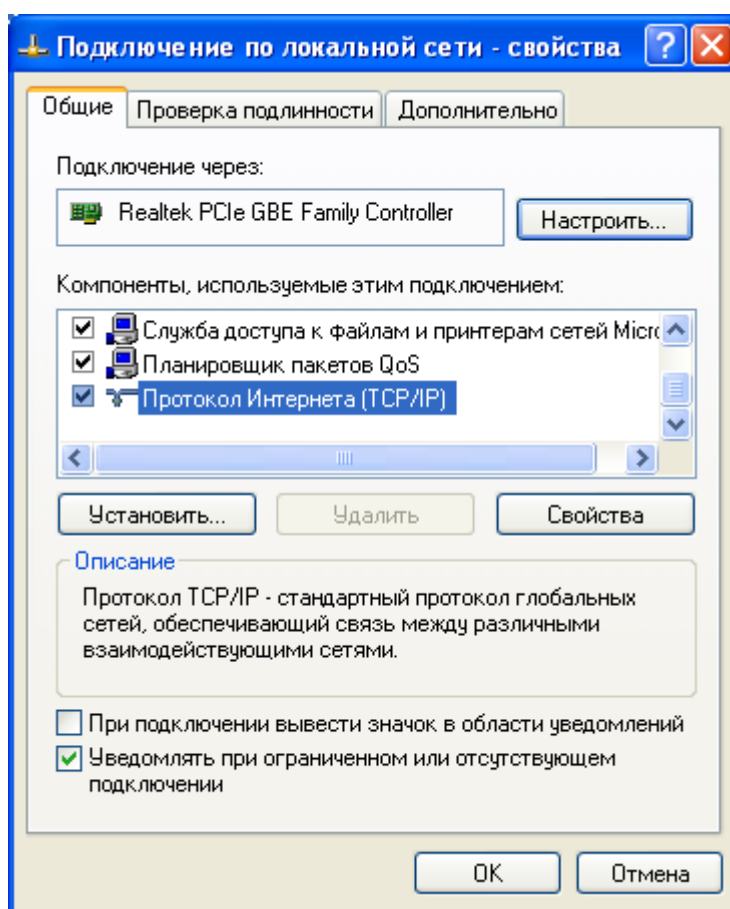 Подключение по локальной сети - свойства
Общие Проверка подлинности Дополнительно
Подключение через:
Realtek PCIe GBE Family Controller Настроить...
Компоненты, используемые этим подключением:
Служба доступа к файлам и принтерам сетей Micro
Планировщик пакетов QoS
Протокол Интернета (TCP/IP)
Установить... Удалить Свойства
Описание
Протокол TCP/IP - стандартный протокол глобальных
сетей, обеспечивающий связь между различными
взаимодействующими сетями.
При подключении вывести значок в области уведомлений
Уведомлять при ограниченном или отсутствующем
подключении
OK Отмена